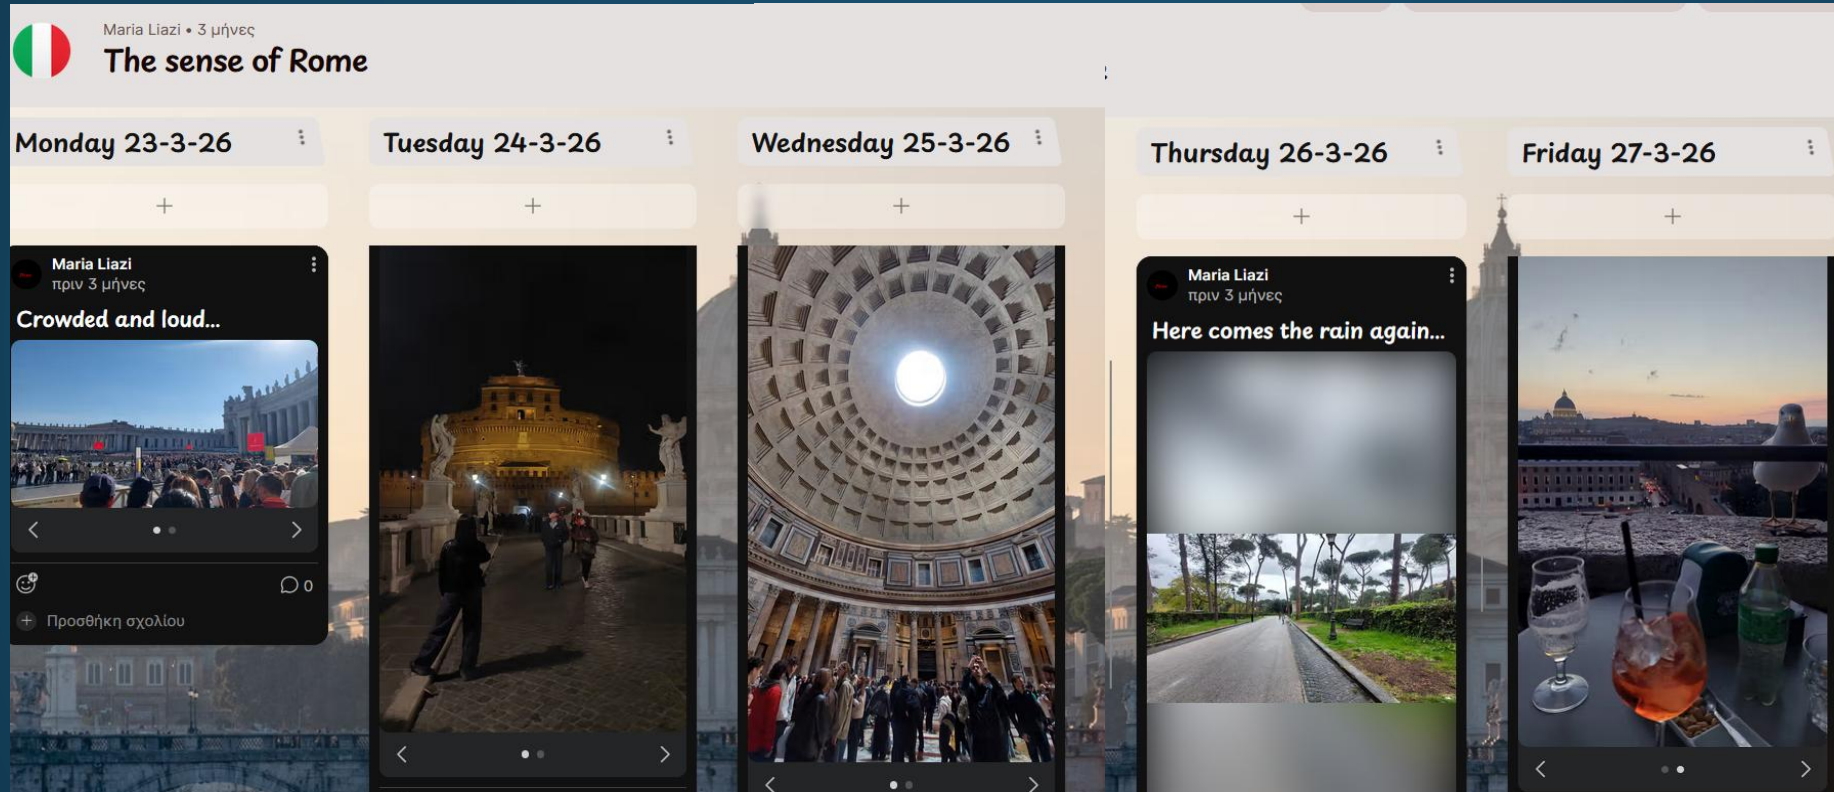 Maria Liazi • 3 μήνες
The sense of Rome
Monday 23-3-26
Tuesday 24-3-26
Wednesday 25-3-26
Thursday 26-3-26
Friday 27-3-26
Maria Liazi
πριν 3 μήνες
Crowded and loud...
0
Προσθήκη σχολίου
Maria Liazi
πριν 3 μήνες
Here comes the rain again...